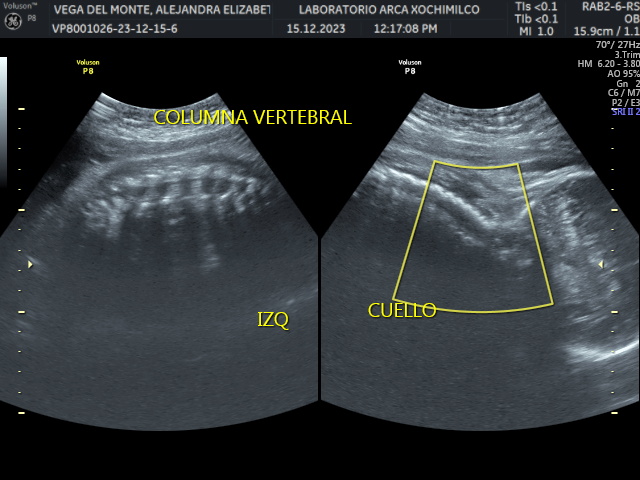 Voluson™
P8
GE
VEGA DEL MONTE, ALEJANDRA ELIZABET
LABORATORIO ARCA XOCHIMILCO
TIs <0.1
RAB2-6-RS
VP8001026-23-12-15-6
15.12.2023
12:17:08 PM
TIb <0.1
OB
MI 1.0
15.9cm / 1.1
70°/ 27Hz
3.Trim
HM 6.20 - 3.80
AO 95%
Gn 2
C6 / M7
P2 / E3
SRI II 2
Voluson
P8
Voluson
P8
COLUMNA VERTEBRAL
IZQ
CUELLO